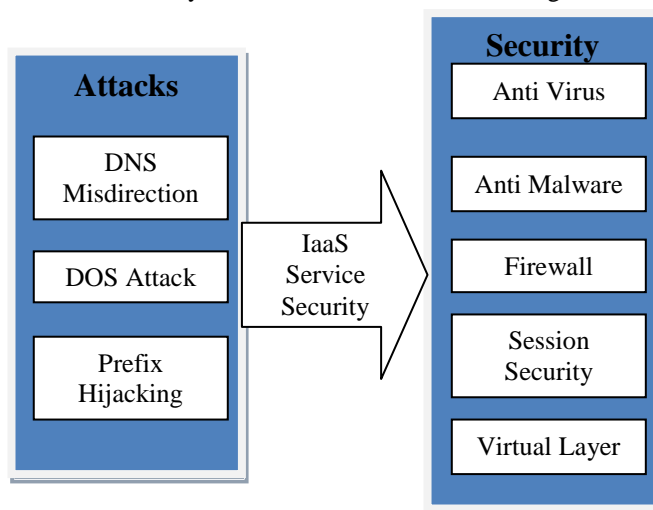 Attacks
DNS
Misdirection
DOS Attack
Prefix
Hijacking
IaaS
Service
Security
Security
Anti Virus
Anti Malware
Firewall
Session
Security
Virtual Layer